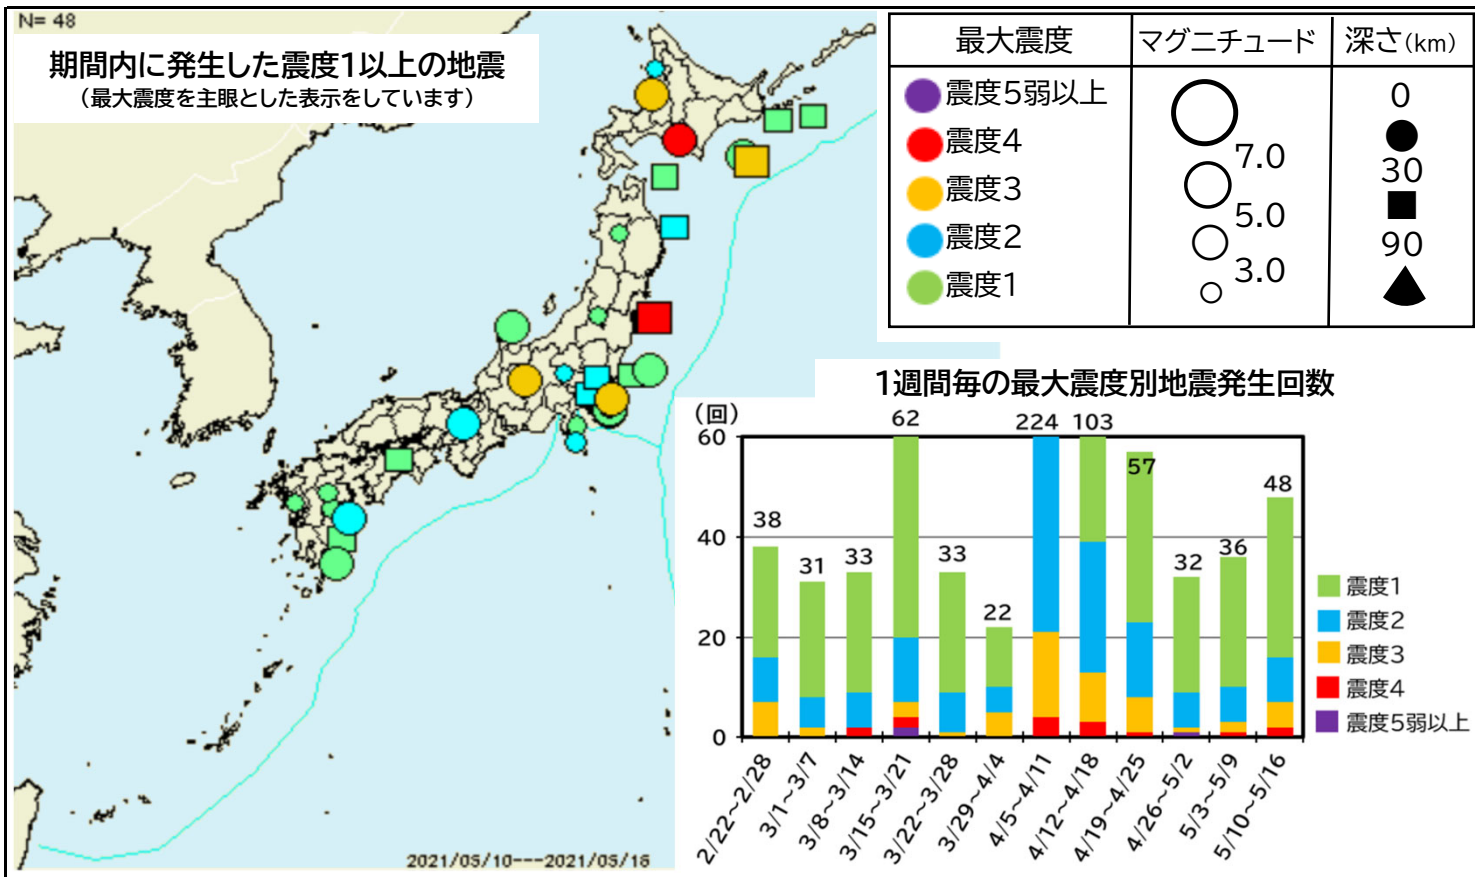 N= 48
期間内に発生した震度1以上の地震
(最大震度を主眼とした表示をしています)
最大震度 マグニチュード 深さ(km)
震度5弱以上
震度4
震度3
震度2
震度1
7.0
5.0
3.0
0
30
90
1週間毎の最大震度別地震発生回数
(回)
60
40
20
0
38
31
33
62
33
22
224
103
57
32
36
48
2/22~2/28
3/1~3/7
3/8~3/14
3/15~3/21
3/22~3/28
3/29~4/4
4/5~4/11
4/12~4/18
4/19~4/25
4/26~5/2
5/3~5/9
5/10~5/16
震度1
震度2
震度3
震度4
震度5弱以上
2021/05/10---2021/05/16